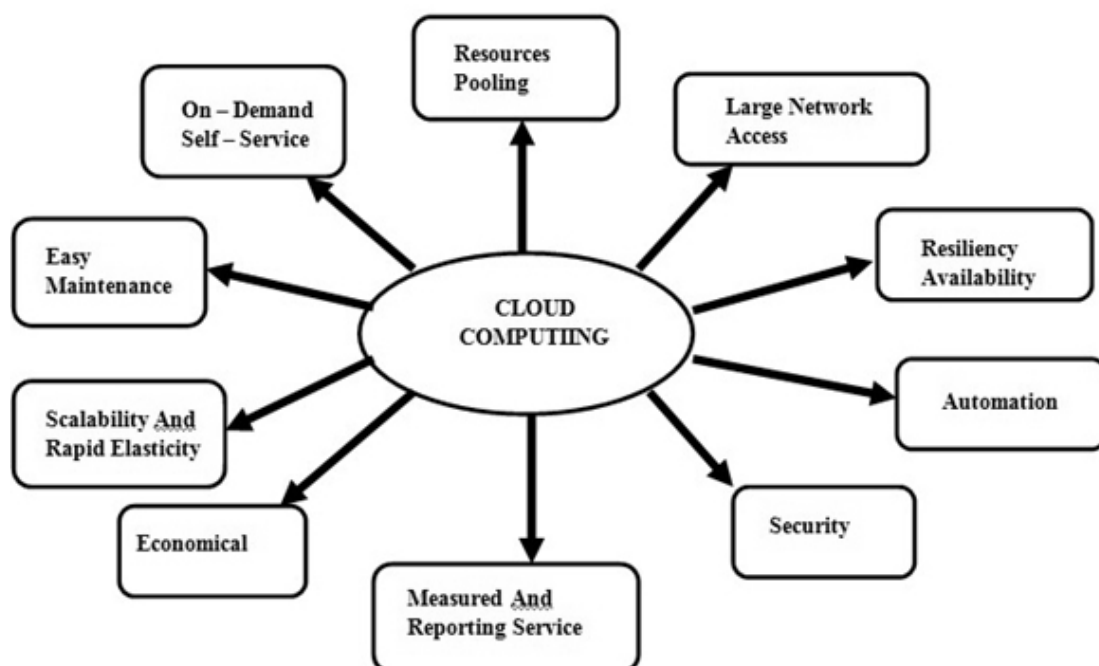 Resources
Pooling
On – Demand
Self – Service
Large Network
Access
Easy
Maintenance
Resiliency
Availability
CLOUD
COMPUTIING
Scalability And
Rapid Elasticity
Automation
Economical
Security
Measured And
Reporting Service